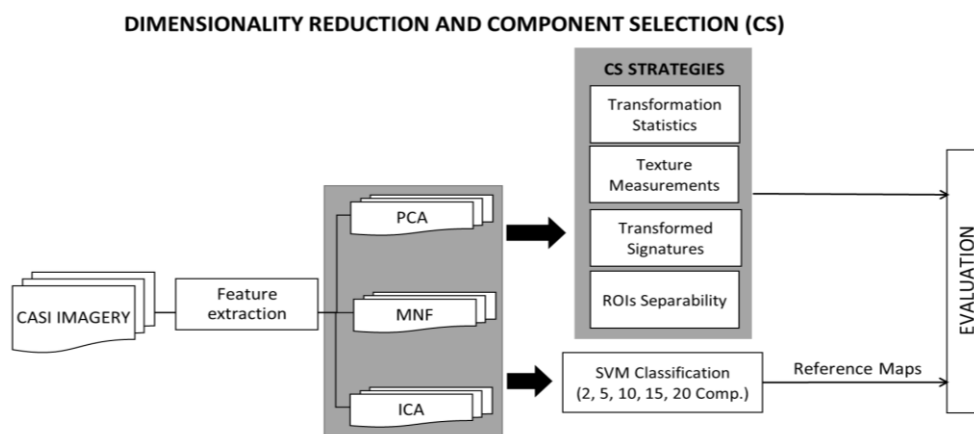 DIMENSIONALITY REDUCTION AND COMPONENT SELECTION (CS)
CS STRATEGIES
Transformation
Statistics
Texture
Measurements
Transformed
Signatures
ROIs Separability
PCA
MNF
ICA
CASI IMAGERY
Feature
extraction
SVM Classification
(2, 5, 10, 15, 20 Comp.)
Reference Maps
EVALUATION